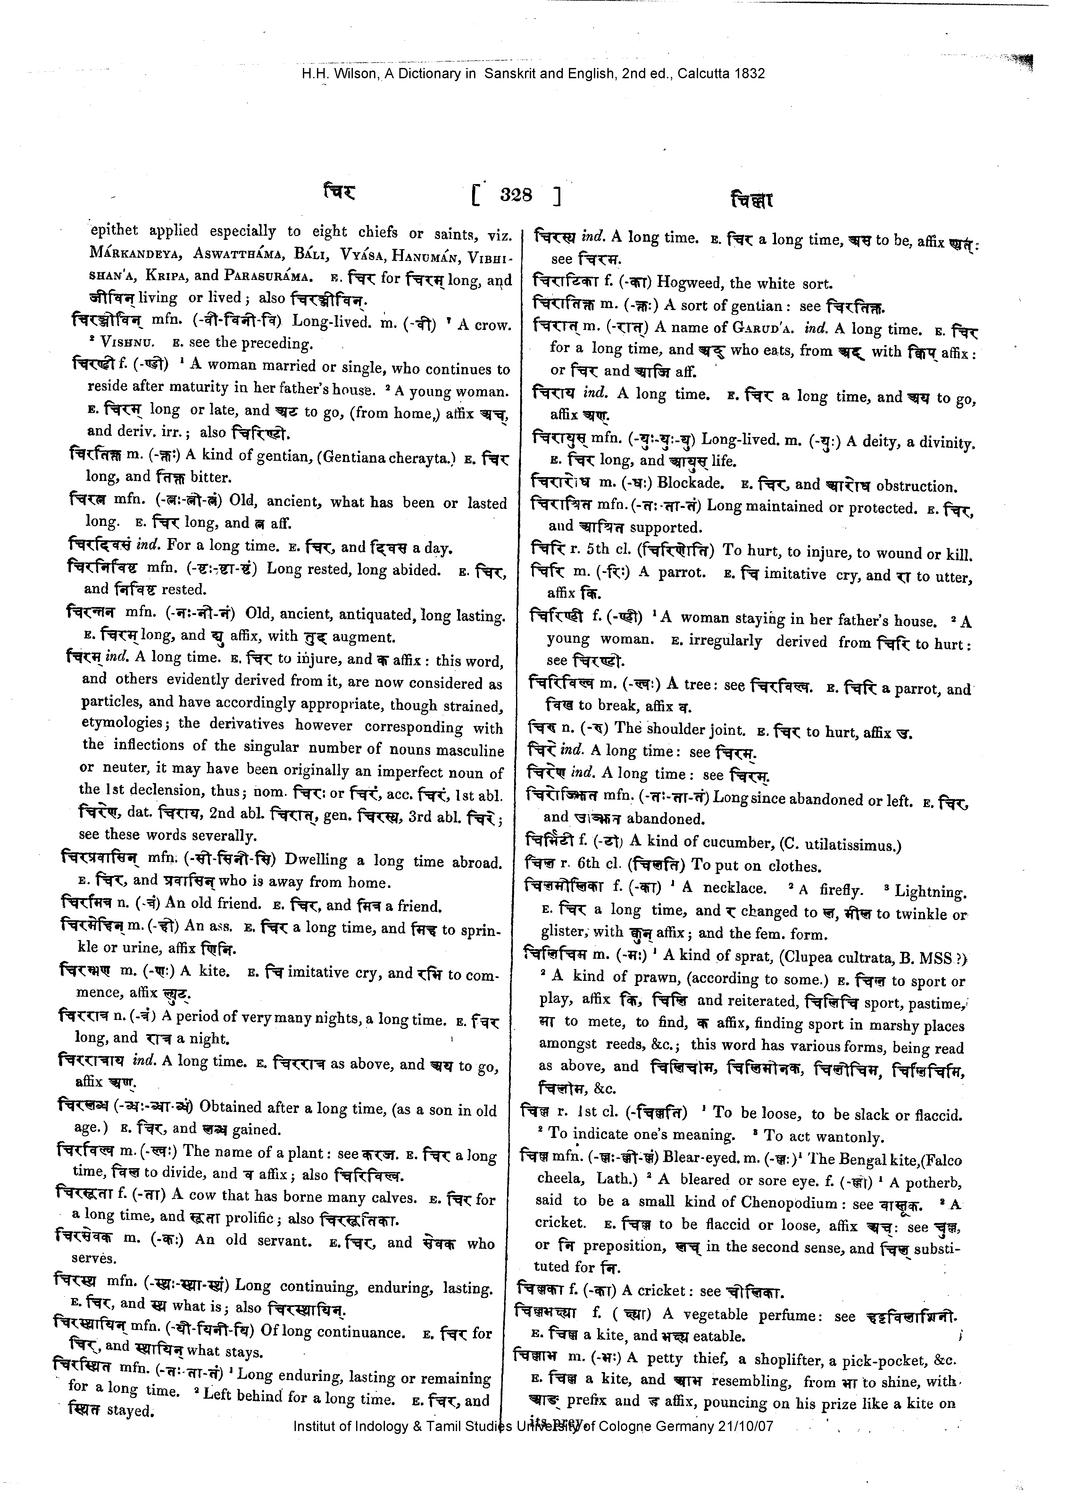 H.H. Wilson, A Dictionary in Sanskrit and English, 2nd ed., Calcutta 1832
चिर
[ 328 ]
चिल्ला
epithet applied especially to eight chiefs or saints, viz.
MÁRKANDEYA, ASWATTHÁMA, BÁLI, VYÁSA, HANUMÁN, VIBHI-
SHAN'A, KRIPA, and PARASURÁMA. E. चिर for चिरम् long, and
जीविन् living or lived; also चिरञ्जीविन्.
चिरञ्जीविन् mfn. (-वी-विनी-वि) Long-lived. m. (-वी) ¹ A crow.
² VISHNU. E. see the preceding.
चिरण्टी f. (-ण्टी) ¹ A woman married or single, who continues to
reside after maturity in her father's house. ² A young woman.
E. चिरम् long or late, and अट to go, (from home,) affix अच्,
and deriv. irr.; also चिरिण्टी.
चिरतिक्त m. (-क्तः) A kind of gentian, (Gentiana cherayta.) E. चिर
long, and तिक्त bitter.
चिरत्न mfn. (-त्नः-त्नी-त्नं) Old, ancient, what has been or lasted
long. E. चिर long, and त्न aff.
चिरदिवसं ind. For a long time. E. चिर, and दिवस a day.
चिरनिर्विष्ट mfn. (-ष्टः-ष्टा-ष्टं) Long rested, long abided. E. चिर,
and निर्विष्ट rested.
चिरन्तन mfn. (-नः-नी-नं) Old, ancient, antiquated, long lasting.
E. चिरम् long, and द्यु affix, with तुट् augment.
चिरम् ind. A long time. E. चिर to injure, and क affix: this word,
and others evidently derived from it, are now considered as
particles, and have accordingly appropriate, though strained,
etymologies; the derivatives however corresponding with
the inflections of the singular number of nouns masculine
or neuter, it may have been originally an imperfect noun of
the 1st declension, thus; nom. चिरः or चिरं, acc. चिरं, 1st abl.
चिरेण, dat. चिराय, 2nd abl. चिरात्, gen. चिरस्य, 3rd abl. चिरे;
see these words severally.
चिरप्रवासिन् mfn. (-सी-सिनी-सि) Dwelling a long time abroad.
E. चिर, and प्रवासिन् who is away from home.
चिरमित्र n. (-त्रं) An old friend. E. चिर, and मित्र a friend.
चिरमेहिन् m. (-ही) An ass. E. चिर a long time, and मिह to sprin-
kle or urine, affix णिनि.
चिरम्भण m. (-णः) A kite. E. चि imitative cry, and रभि to com-
mence, affix ल्युट्.
चिररात्र n. (-त्रं) A period of very many nights, a long time. E. चिर
long, and रात्र a night.
चिररात्राय ind. A long time. E. चिररात्र as above, and अय to go,
affix अण्.
चिरलब्ध (-ब्धः-ब्धा-ब्धं) Obtained after a long time, (as a son in old
age.) E. चिर, and लब्ध gained.
चिरविल्व m. (-ल्वः) The name of a plant: see करज. E. चिर a long
time, विल to divide, and व affix; also चिरिविल्व.
चिरसूता f. (-ता) A cow that has borne many calves. E. चिर for
a long time, and सूता prolific; also चिरसूतिका.
चिरसेवक m. (-कः) An old servant. E. चिर, and सेवक who
serves.
चिरस्थ mfn. (-स्थः-स्था-स्थं) Long continuing, enduring, lasting.
E. चिर, and स्थ what is; also चिरस्थायिन्.
चिरस्थायिन् mfn. (-यी-यिनी-यि) Of long continuance. E. चिर for
चिर, and स्थायिन् what stays.
चिरस्थित mfn. (-तः-ता-तं) ¹ Long enduring, lasting or remaining
for a long time. ² Left behind for a long time. E. चिर, and
स्थित stayed.
चिरस्य ind. A long time. E. चिर a long time, अस to be, affix अत्:
see चिरम्.
चिराटिका f. (-का) Hogweed, the white sort.
चिरातिक्त m. (-क्तः) A sort of gentian: see चिरतिक्त.
चिरात् m. (-रात्) A name of GARUD'A. ind. A long time. E. चिर
for a long time, and अद् who eats, from अद् with क्विप् affix:
or चिर and आति aff.
चिराय ind. A long time. E. चिर a long time, and अय to go,
affix अण्.
चिरायुस् mfn. (-युः-युः-यु) Long-lived. m. (-युः) A deity, a divinity.
E. चिर long, and आयुस् life.
चिरारोध m. (-धः) Blockade. E. चिर, and आरोध obstruction.
चिराश्रित mfn. (-तः-ता-तं) Long maintained or protected. E. चिर,
and आश्रित supported.
चिरि r. 5th cl. (चिरिणोति) To hurt, to injure, to wound or kill.
चिरि m. (-रिः) A parrot. E. चि imitative cry, and रा to utter,
affix कि.
चिरिण्टी f. (-ण्टी) ¹ A woman staying in her father's house. ² A
young woman. E. irregularly derived from चिरि to hurt:
see चिरण्टी.
चिरिविल्व m. (-ल्वः) A tree: see चिरविल्व. E. चिरि a parrot, and
विल to break, affix व.
चिरु n. (-रु) The shoulder joint. E. चिर to hurt, affix उ.
चिरे ind. A long time: see चिरम्.
चिरेण ind. A long time: see चिरम्.
चिरोज्झित mfn. (-तः-ता-तं) Long since abandoned or left. E. चिर,
and उज्झित abandoned.
चिर्भिटी f. (-टी) A kind of cucumber, (C. utilatissimus.)
चिल r. 6th cl. (चिलति) To put on clothes.
चिलमीलिका f. (-का) ¹ A necklace. ² A firefly. ³ Lightning.
E. चिर a long time, and र changed to ल, मील to twinkle or
glister, with वुन् affix; and the fem. form.
चिलिचिम m. (-मः) ¹ A kind of sprat, (Clupea cultrata, B. MSS ?)
² A kind of prawn, (according to some.) E. चिल to sport or
play, affix कि, चिलि and reiterated, चिलिचि sport, pastime,
मा to mete, to find, क affix, finding sport in marshy places
amongst reeds, &c.; this word has various forms, being read
as above, and चिलिचीम, चिलिमीनक, चिलीचिम, चिलिचिमि,
चिलीम, &c.
चिल्ल r. 1st cl. (-चिल्लति) ¹ To be loose, to be slack or flaccid.
² To indicate one's meaning. ³ To act wantonly.
चिल्ल mfn. (-ल्लः-ल्ली-ल्लं) Blear-eyed. m. (-ल्लः) ¹ The Bengal kite, (Falco
cheela, Lath.) ² A bleared or sore eye. f. (-ल्ली) ¹ A potherb,
said to be a small kind of Chenopodium: see वास्तूक. ² A
cricket. E. चिल्ल to be flaccid or loose, affix अच्: see चुल्ल,
or नि preposition, लच् in the second sense, and चिल् substi-
tuted for नि.
चिल्लका f. (-का) A cricket: see चीलिका.
चिल्लभक्ष्या f. ( क्ष्या) A vegetable perfume: see हट्टविलासिनी.
E. चिल्ल a kite, and भक्ष्य eatable.
चिल्लाभ m. (-भः) A petty thief, a shoplifter, a pick-pocket, &c.
E. चिल्ल a kite, and आभ resembling, from भा to shine, with
आङ् prefix and ड affix, pouncing on his prize like a kite on
its prey.
Institut of Indology & Tamil Studies University of Cologne Germany 21/10/07